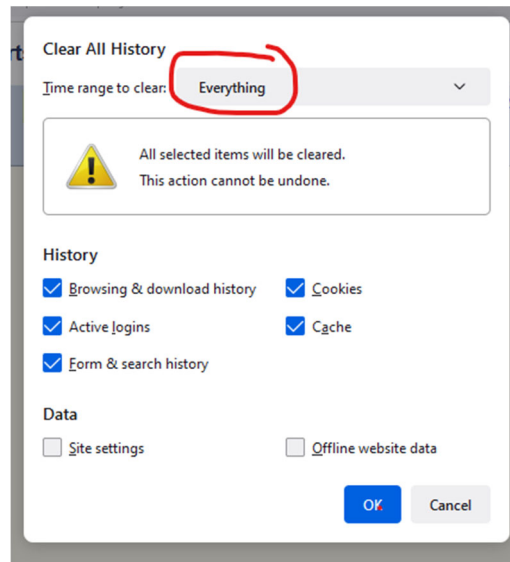 Clear All History
Time range to clear: Everything
All selected items will be cleared.
This action cannot be undone.
History
Browsing & download history Cookies
Active logins Cache
Form & search history
Data
Site settings Offline website data
OK Cancel